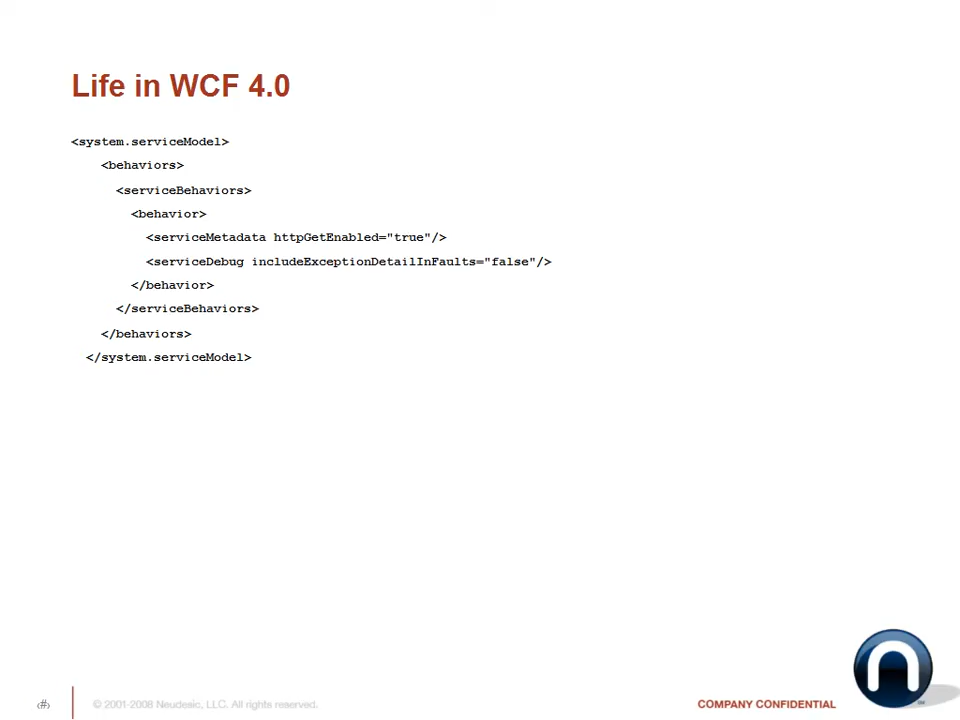 Life in WCF 4.0
<system.serviceModel>
<behaviors>
<serviceBehaviors>
<behavior>
<serviceMetadata httpGetEnabled="true"/>
<serviceDebug includeExceptionDetailInFaults="false"/>
</behavior>
</serviceBehaviors>
</behaviors>
</system.serviceModel>
‹#›
© 2001-2008 Neudesic, LLC. All rights reserved.
COMPANY CONFIDENTIAL
SM